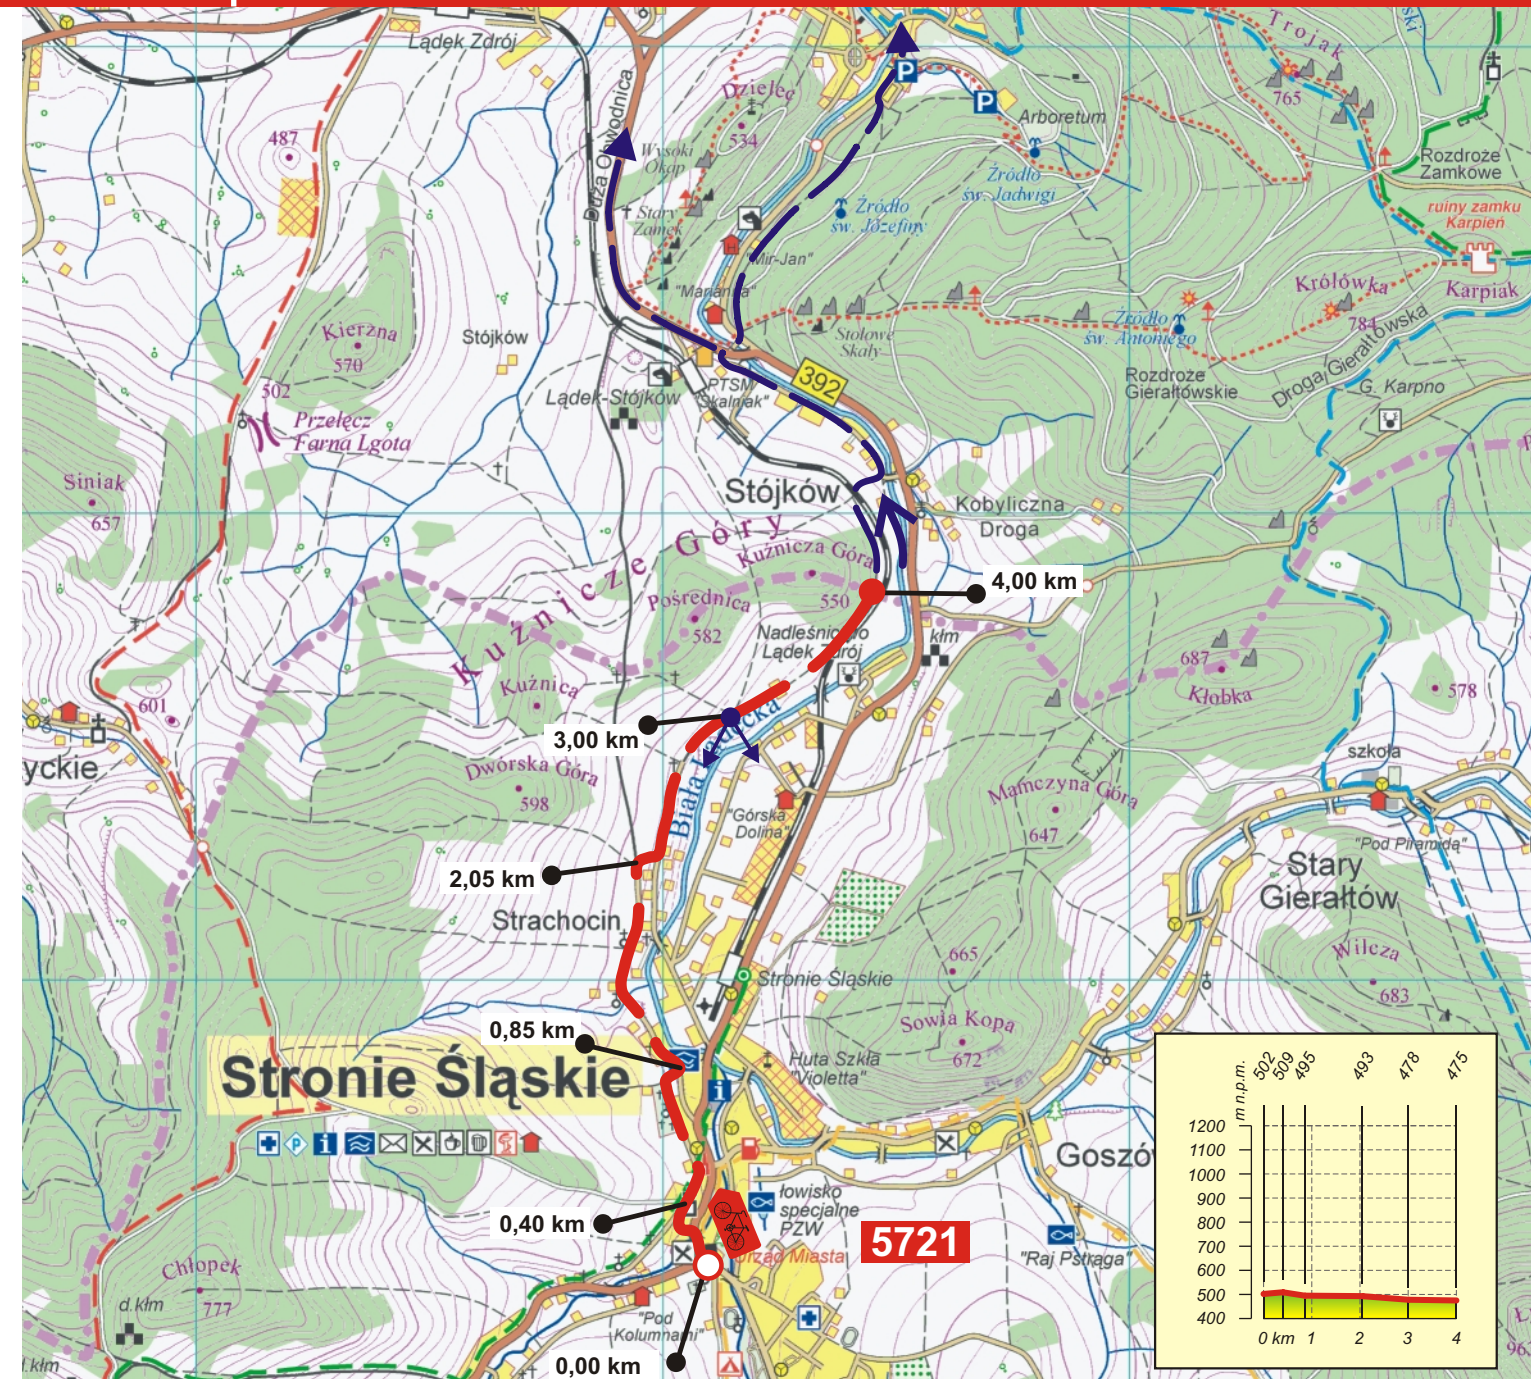 Lądek Zdrój
Trojak
765
Dzielec
534
Duża Obwodnica
Wysoki
Okap
487
Arboretum
Rozdroże
Zamkowe
Źródło
św. Jadwigi
Stary
Zamek
Źródło
św. Józefiny
ruiny zamku
Karpień
"Mir-Jan"
"Marianna"
Królówka
Karpiak
784
Kierzna
570
Stójków
Stołowe
Skały
Źródło
św. Antoniego
Droga Gierałtowska
502
Przełęcz
Farna Lgota
Lądek-Stójków
PTSM
"Skalniak"
392
Rozdroże
Gierałtowskie
G. Karpno
Siniak
657
Stójków
Kobyliczna
Droga
Kuźnicze Góry
Kuźnicza Góra
550
4,00 km
Pośrednica
582
Nadleśnictwo
Lądek Zdrój
kłm
687
Kłobka
578
Kuźnica
601
3,00 km
Biała Lądecka
yckie
Dwórska Góra
598
szkoła
Mamczyna Góra
647
"Górska
Dolina"
"Pod Piramidą"
2,05 km
Stary
Gierałtów
Strachocin
665
Wilcza
683
Stronie Śląskie
Sowia Kopa
672
0,85 km
Stronie Śląskie
Huta Szkła
"Violetta"
Goszó
łowisko
specjalne
PZW
0,40 km
5721
Urząd Miasta
"Raj Pstrąga"
Chłopek
777
d.kłm
"Pod
Kolumnami"
0,00 km
m n.p.m.
502 509 495 493 478 475
1200
1100
1000
900
800
700
600
500
400
0 km 1 2 3 4